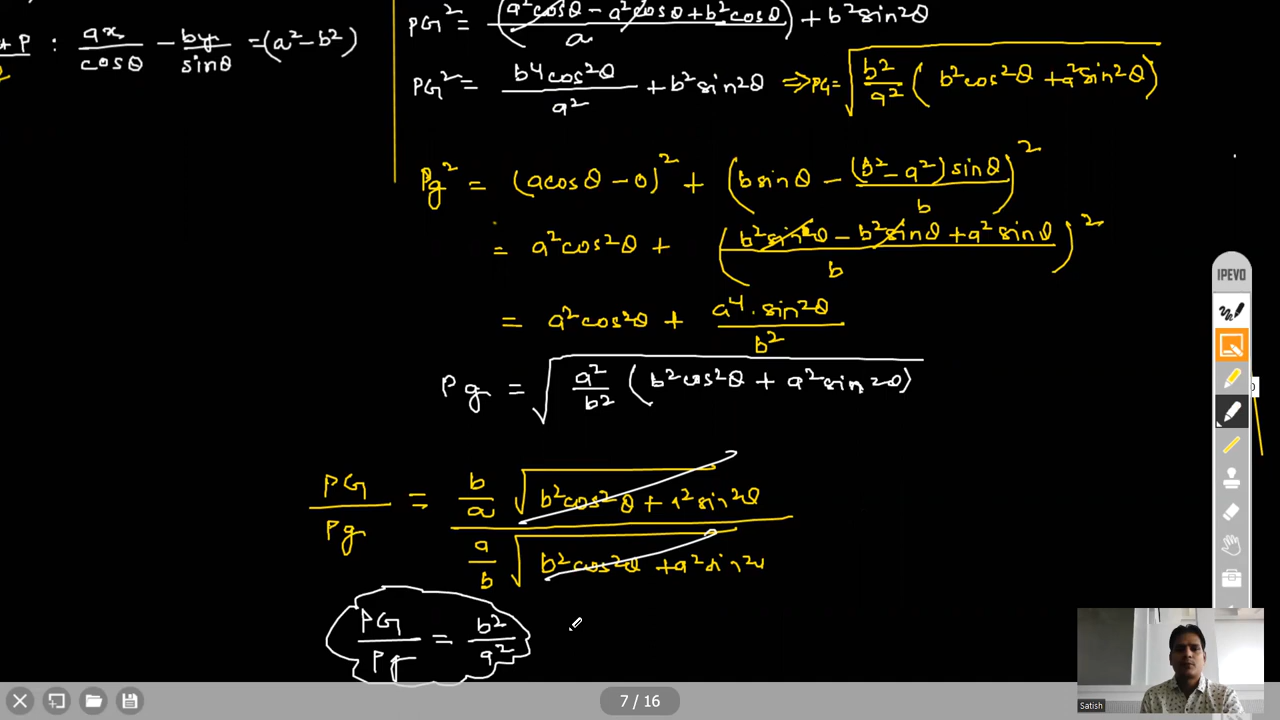 PG² = (a²cosθ − a²cosθ + b²cosθ)/a + b²sin²θ
P : ax/cosθ − by/sinθ = (a² − b²)
PG² = b⁴cos²θ/a² + b²sin²θ ⇒ PG = √(b²/a² (b²cos²θ + a²sin²θ))
Pg² = (acosθ − 0)² + (bsinθ − (b² − a²)sinθ/b)²
= a²cos²θ + ((b²sinθ − b²sinθ + a²sinθ)/b)²
= a²cos²θ + a⁴·sin²θ/b²
Pg = √(a²/b² (b²cos²θ + a²sin²θ))
PG/Pg = (b/a √(b²cos²θ + a²sin²θ))/(a/b √(b²cos²θ + a²sin²θ))
PG/Pg = b²/a²
IPEVO
7 / 16
Satish